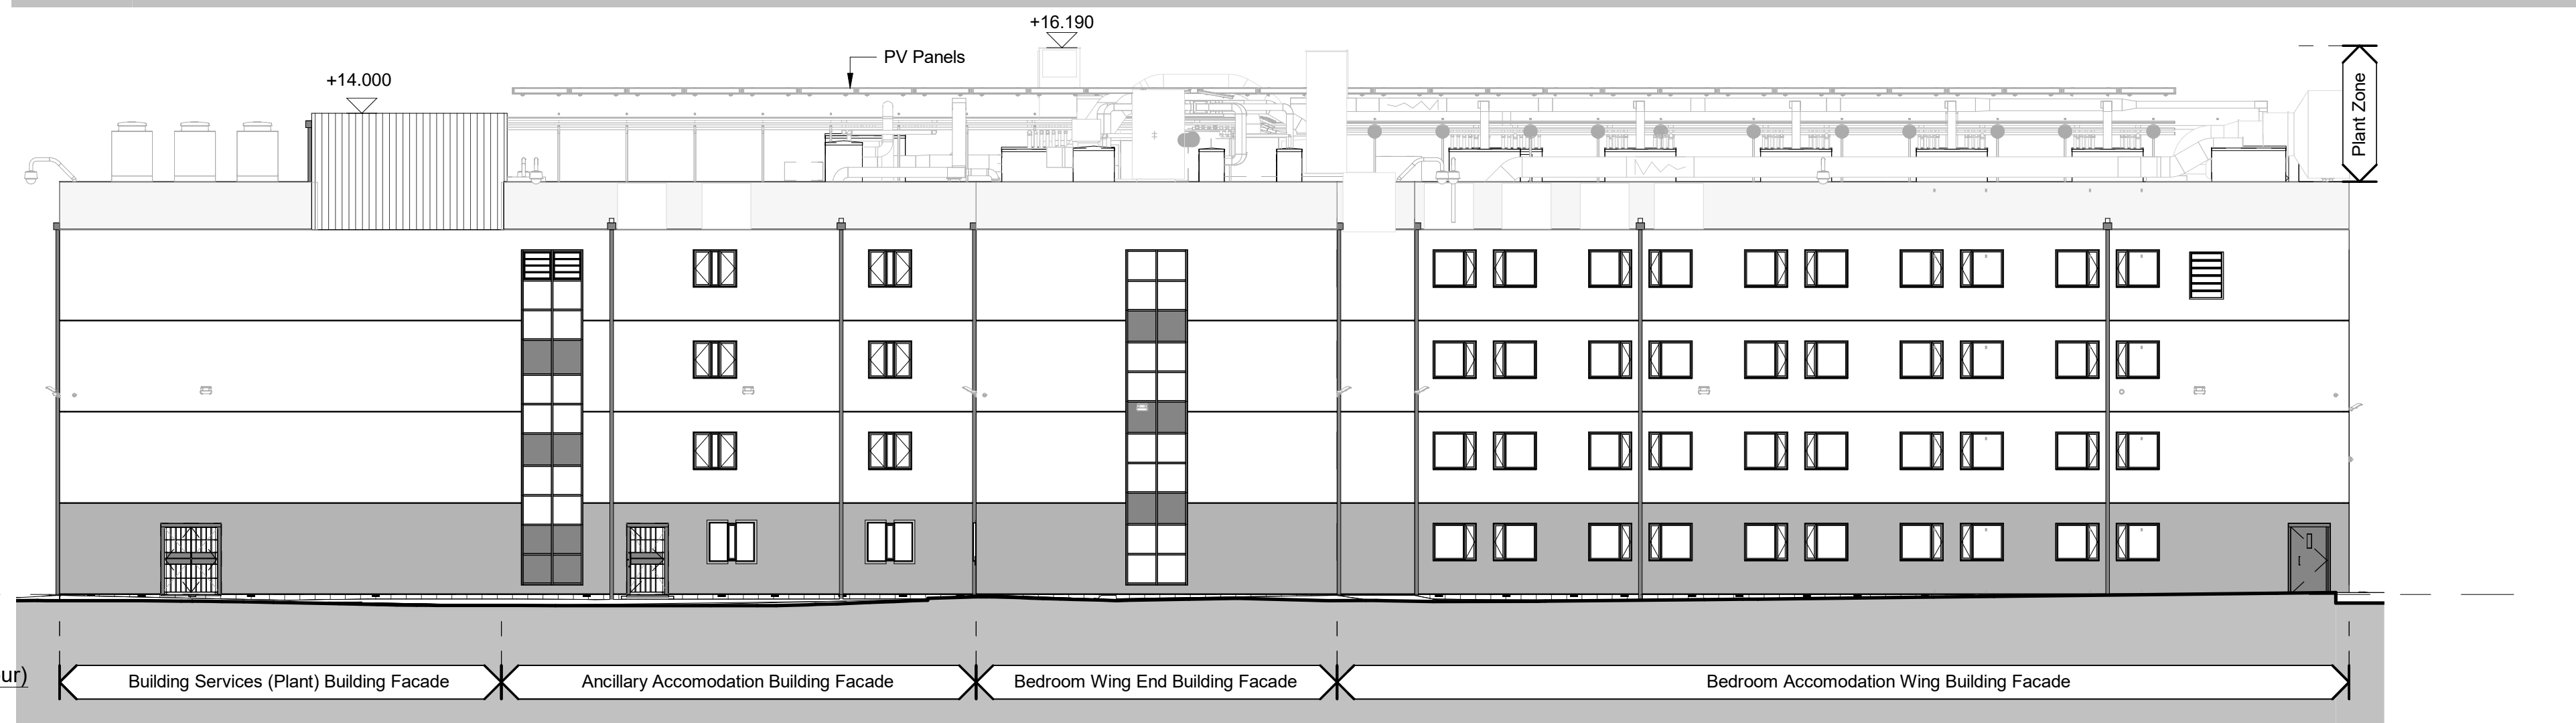 +16.190
PV Panels
+14.000
Plant Zone
ur)
Building Services (Plant) Building Facade
Ancillary Accomodation Building Facade
Bedroom Wing End Building Facade
Bedroom Accomodation Wing Building Facade